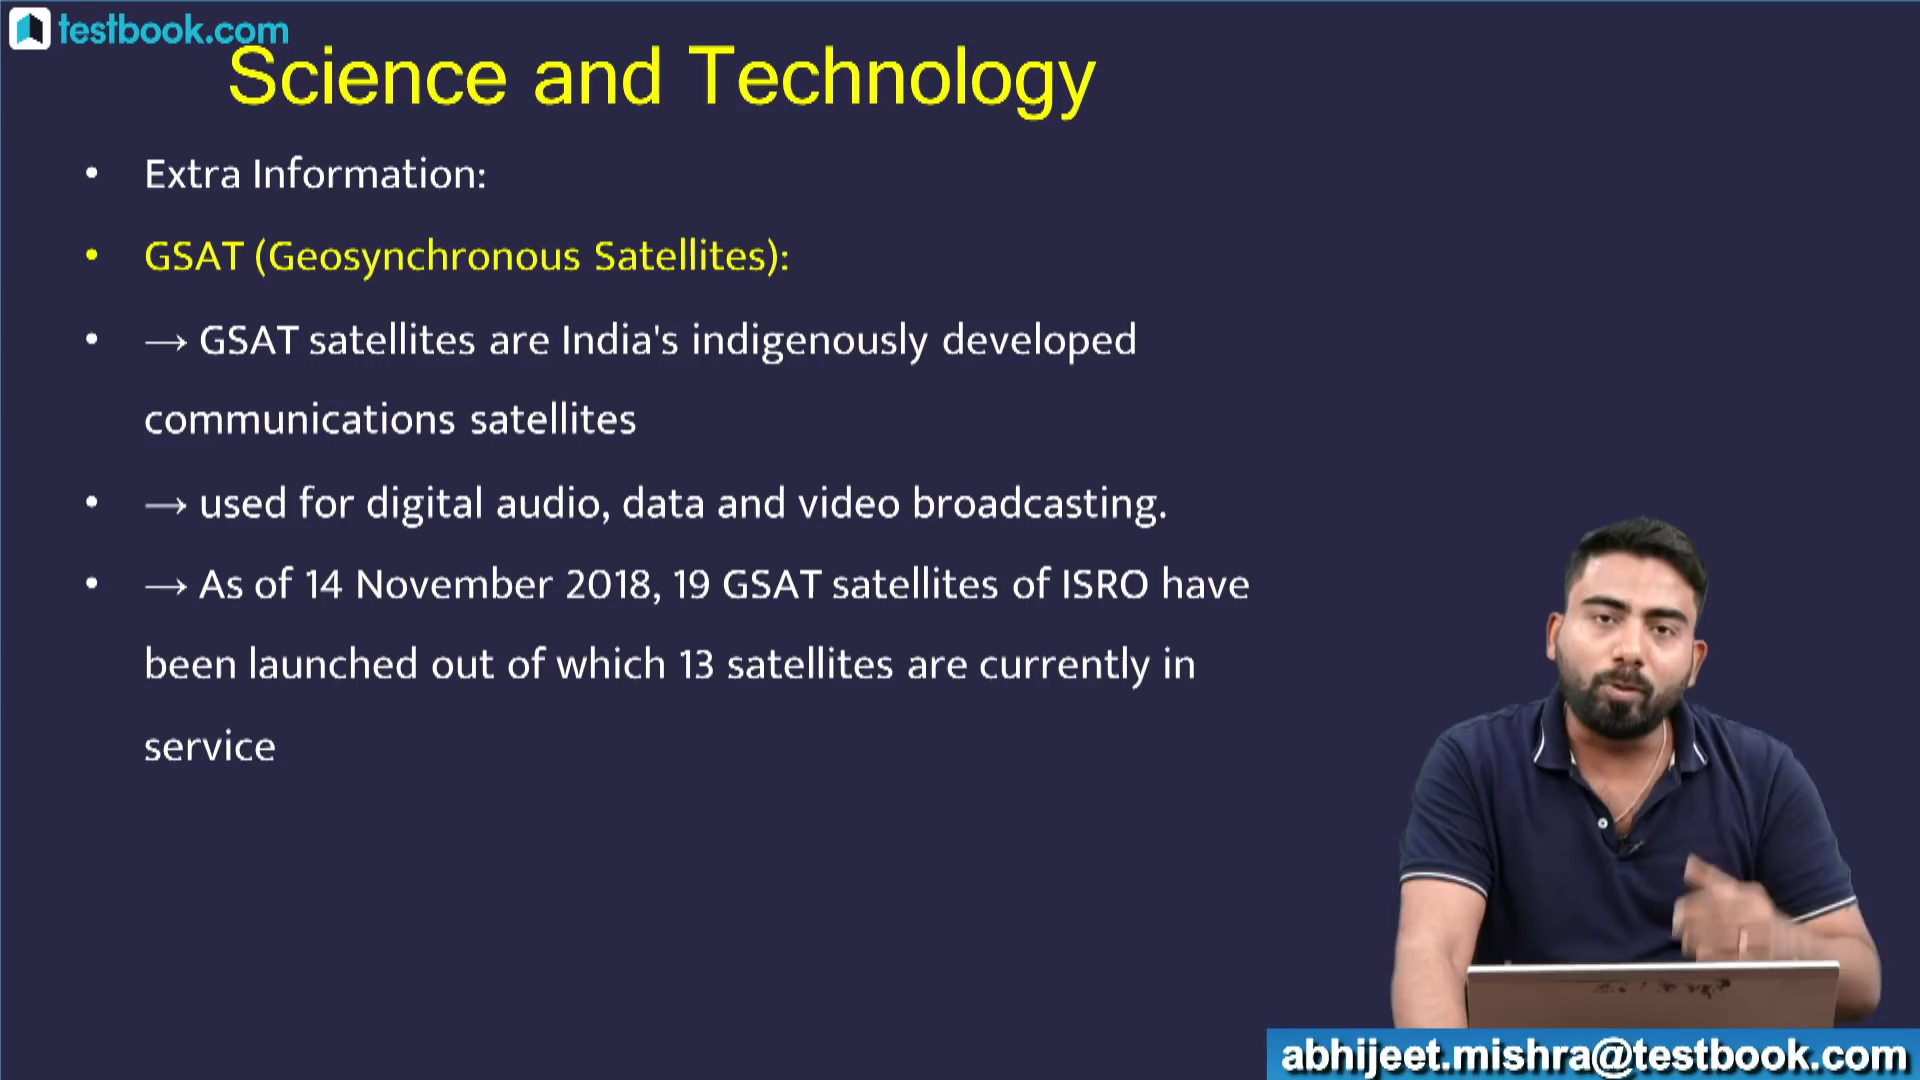 testbook.com
Science and Technology
• Extra Information:
• GSAT (Geosynchronous Satellites):
• → GSAT satellites are India's indigenously developed
communications satellites
• → used for digital audio, data and video broadcasting.
• → As of 14 November 2018, 19 GSAT satellites of ISRO have
been launched out of which 13 satellites are currently in
service
abhijeet.mishra@testbook.com